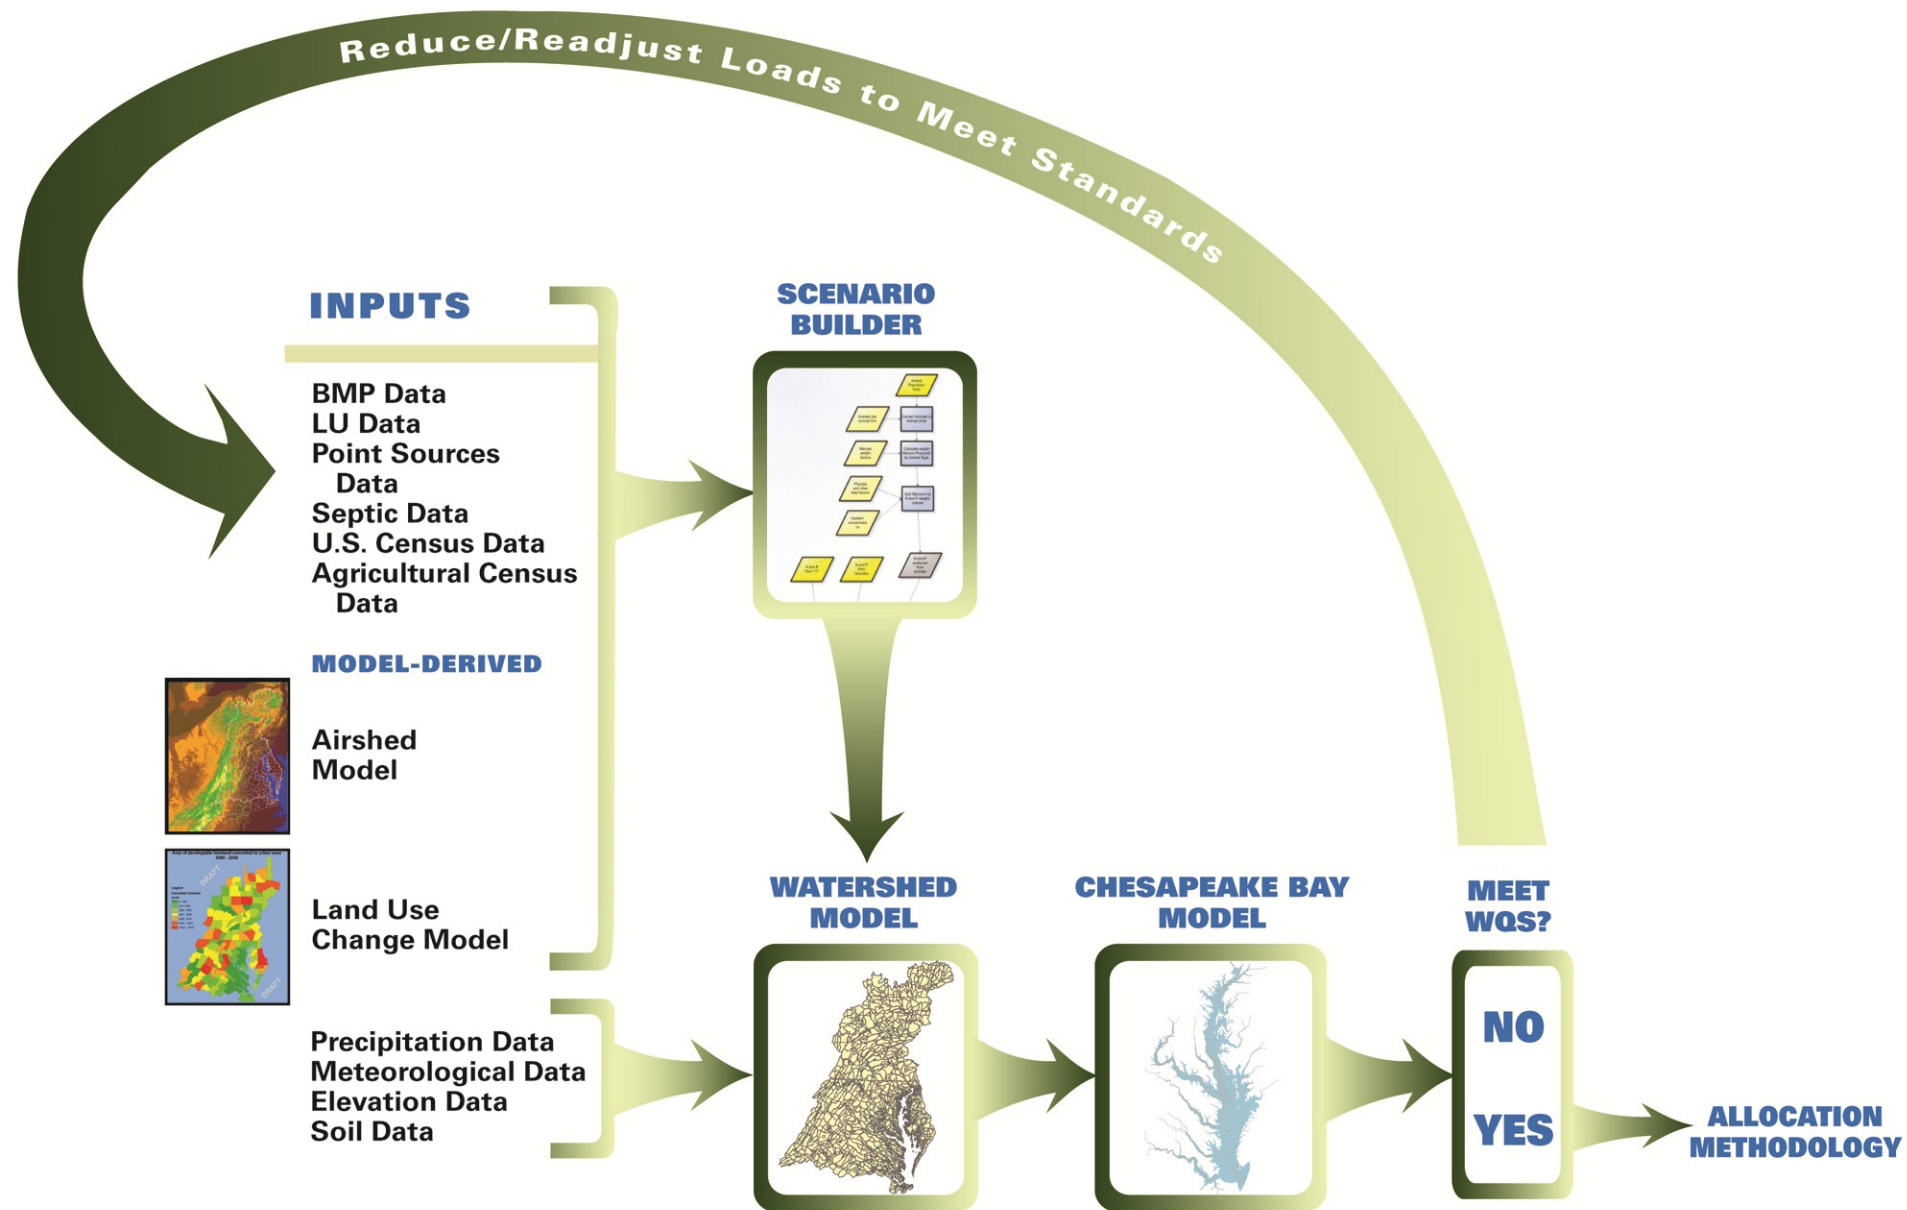 Reduce/Readjust Loads to Meet Standards
INPUTS
BMP Data
LU Data
Point Sources
Data
Septic Data
U.S. Census Data
Agricultural Census
Data
MODEL-DERIVED
Airshed
Model
Land Use
Change Model
DRAFT
DRAFT
Precipitation Data
Meteorological Data
Elevation Data
Soil Data
SCENARIO
BUILDER
WATERSHED
MODEL
CHESAPEAKE BAY
MODEL
MEET
WQS?
NO
YES
ALLOCATION
METHODOLOGY